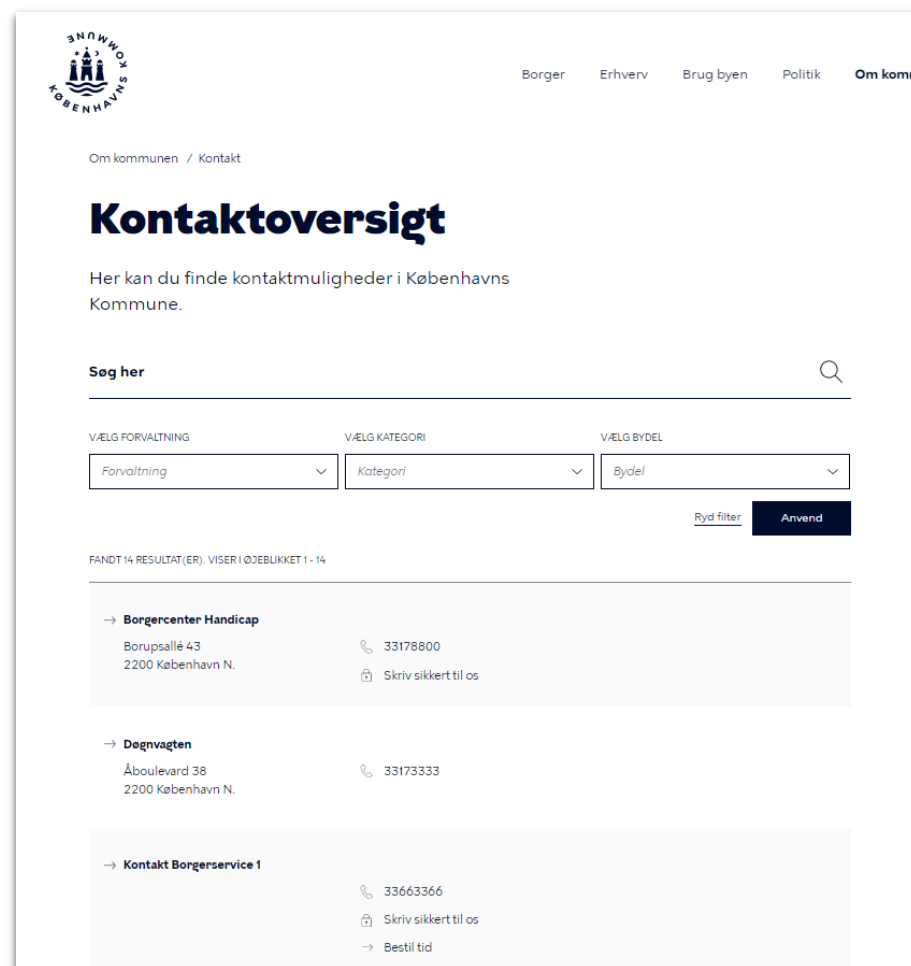 KØBENHAVNS KOMMUNE
Borger Erhverv Brug byen Politik Om kom
Om kommunen / Kontakt
Kontaktoversigt
Her kan du finde kontaktmuligheder i Københavns
Kommune.
Søg her
VÆLG FORVALTNING VÆLG KATEGORI VÆLG BYDEL
Forvaltning Kategori Bydel
Ryd filter Anvend
FANDT 14 RESULTAT(ER). VISER I ØJEBLIKKET 1 - 14
→ Borgercenter Handicap
Borupsallé 43 33178800
2200 København N.
Skriv sikkert til os
→ Døgnvagten
Åboulevard 38 33173333
2200 København N.
→ Kontakt Borgerservice 1
33663366
Skriv sikkert til os
→ Bestil tid